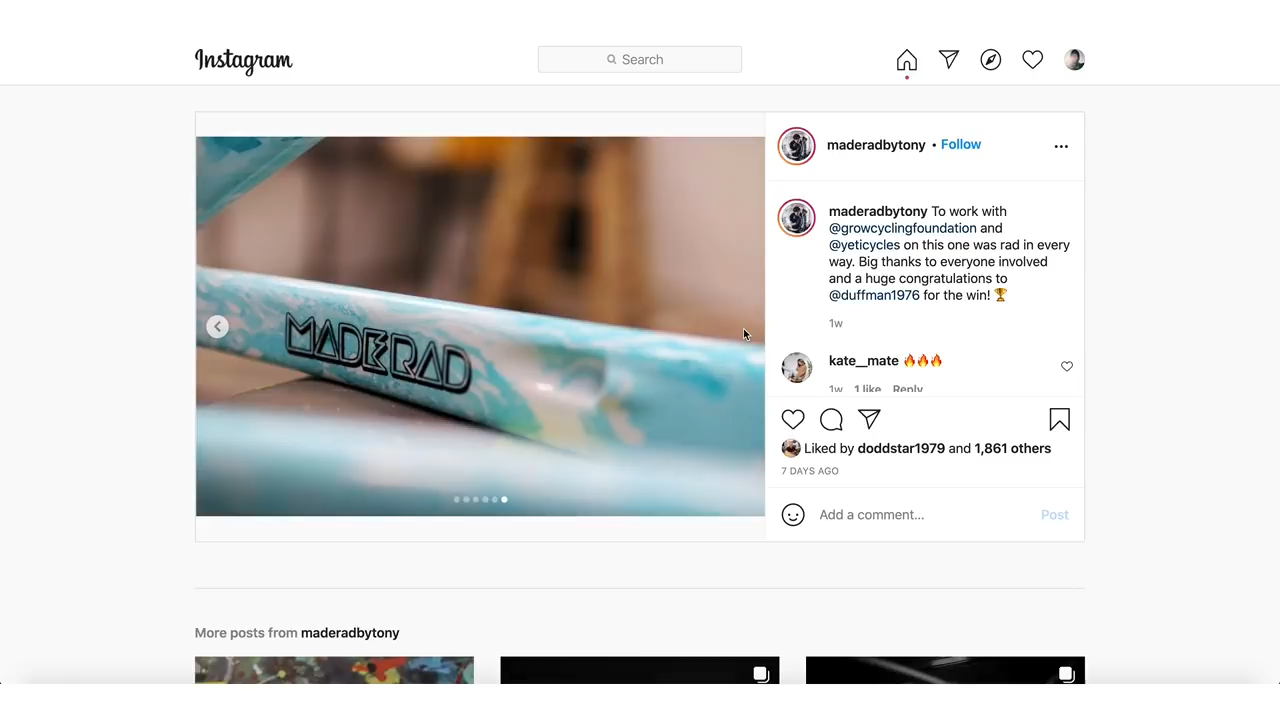 Instagram
Search
MADERAD
maderadbytony • Follow
maderadbytony To work with
@growcyclingfoundation and
@yeticycles on this one was rad in every
way. Big thanks to everyone involved
and a huge congratulations to
@duffman1976 for the win! 🏆
1w
kate__mate 🔥🔥🔥
1w 1 like Reply
Liked by doddstar1979 and 1,861 others
7 DAYS AGO
Add a comment...
Post
More posts from maderadbytony